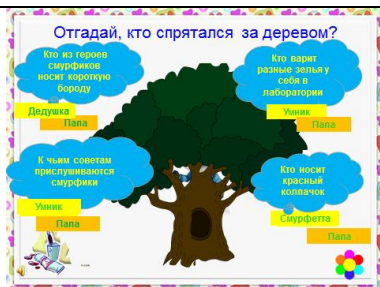 Отгадай, кто спрятался за деревом?
Кто из героев
смурфиков
носит короткую
бороду
Дедушка
Папа
Кто варит
разные зелья у
себя в
лаборатории
Умник
Папа
К чьим советам
прислушиваются
смурфики
Умник
Папа
Кто носит
красный
колпачок
Смурфетта
Папа